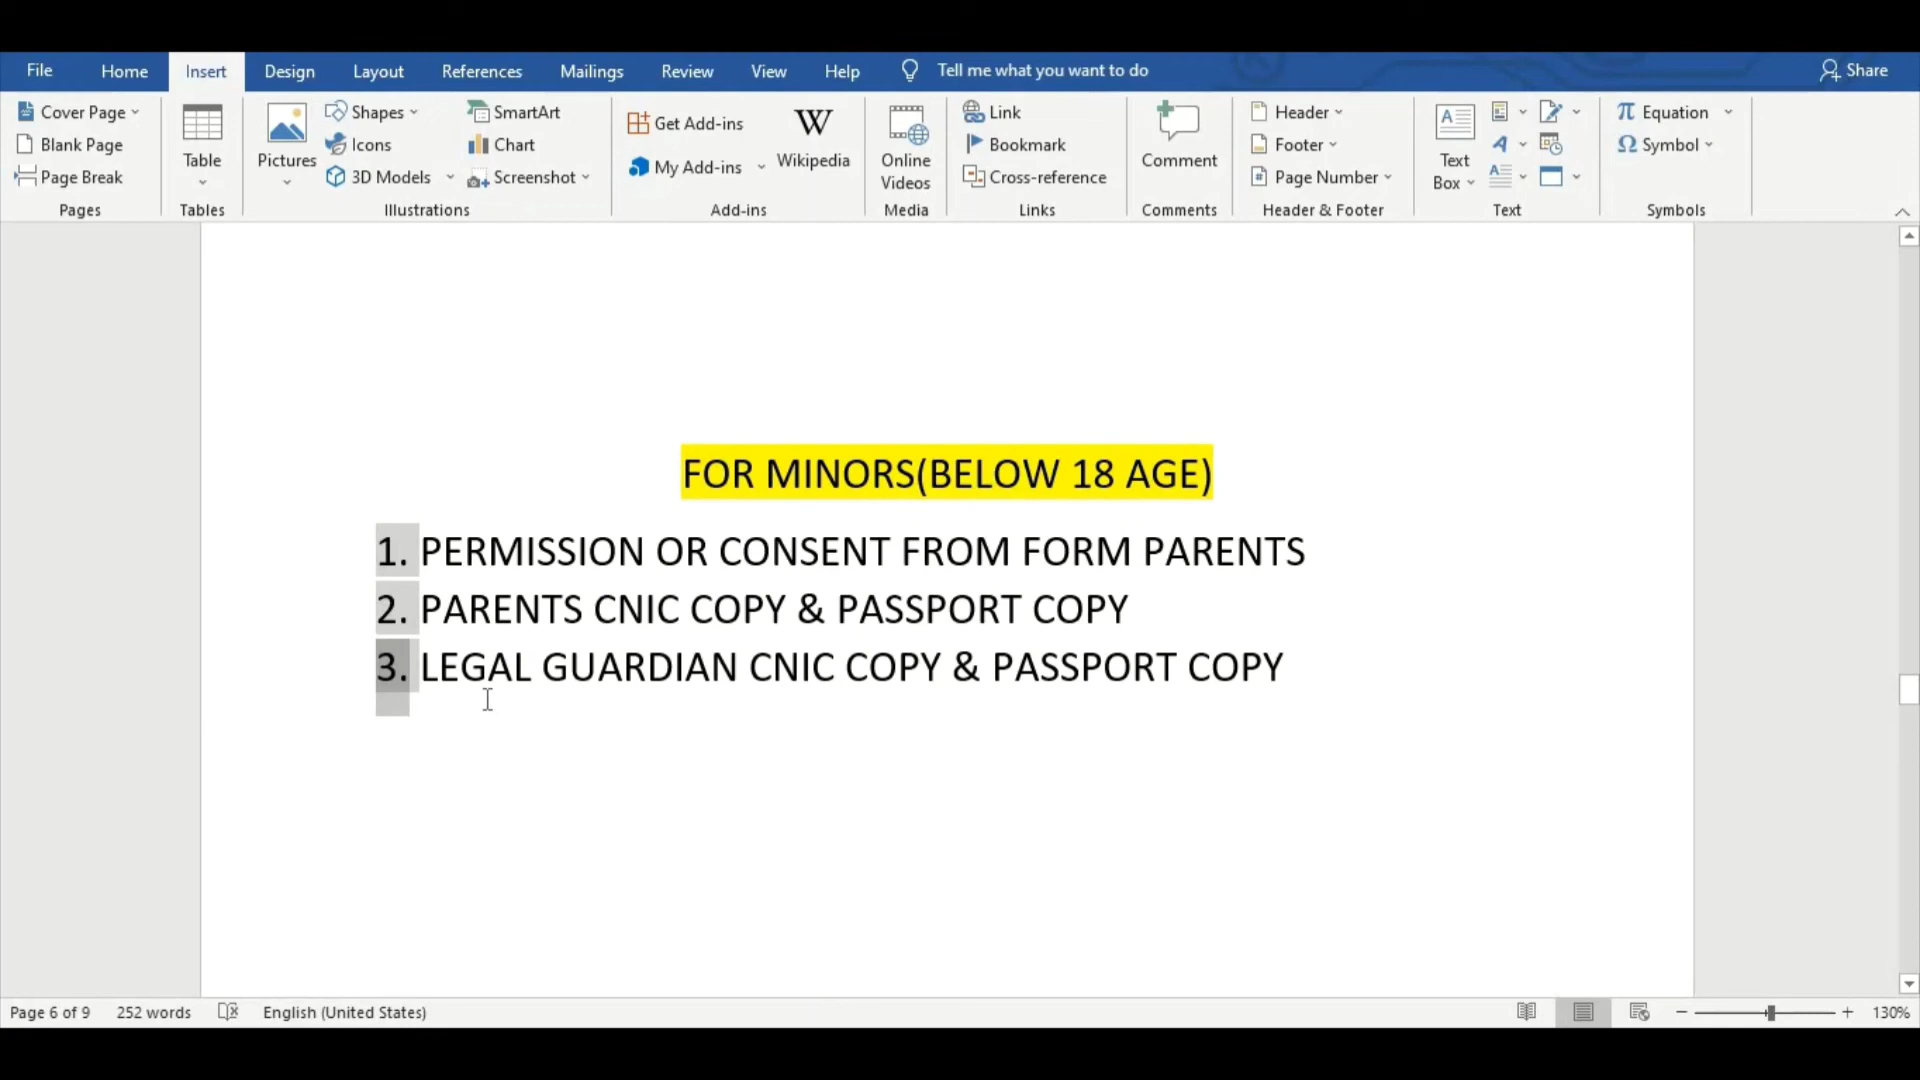 File Home Insert Design Layout References Mailings Review View Help Tell me what you want to do Share
Cover Page Blank Page Page Break Pages
Table Tables
Pictures Shapes Icons 3D Models SmartArt Chart Screenshot Illustrations
Get Add-ins My Add-ins Wikipedia Add-ins
Online Videos Media
Link Bookmark Cross-reference Links
Comment Comments
Header Footer Page Number Header & Footer
Text Box Text
Equation Symbol Symbols
FOR MINORS(BELOW 18 AGE)
1. PERMISSION OR CONSENT FROM FORM PARENTS
2. PARENTS CNIC COPY & PASSPORT COPY
3. LEGAL GUARDIAN CNIC COPY & PASSPORT COPY
Page 6 of 9 252 words English (United States) 130%